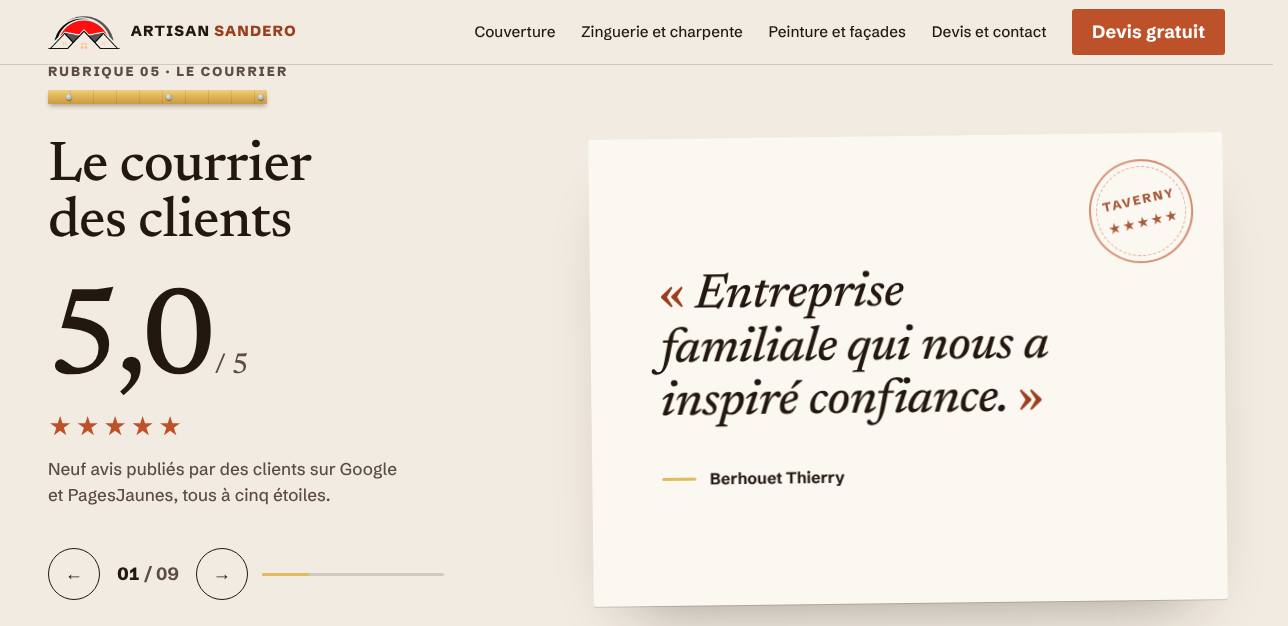 ARTISAN SANDERO
Couverture
Zinguerie et charpente
Peinture et façades
Devis et contact
Devis gratuit
RUBRIQUE 05 · LE COURRIER
Le courrier
des clients
5,0 / 5
★★★★★
Neuf avis publiés par des clients sur Google
et PagesJaunes, tous à cinq étoiles.
← 01 / 09 →
TAVERNY
★★★★★
« Entreprise
familiale qui nous a
inspiré confiance. »
Berhouet Thierry